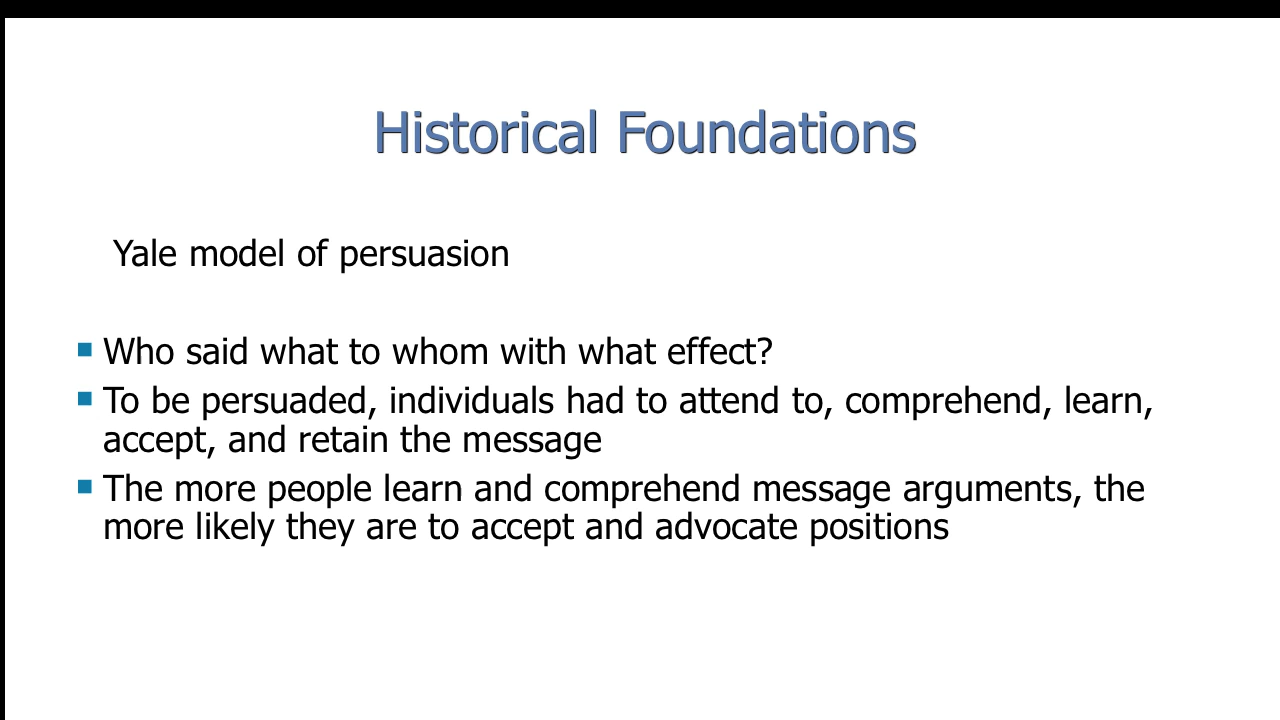 Historical Foundations
Yale model of persuasion
Who said what to whom with what effect?
To be persuaded, individuals had to attend to, comprehend, learn,
accept, and retain the message
The more people learn and comprehend message arguments, the
more likely they are to accept and advocate positions